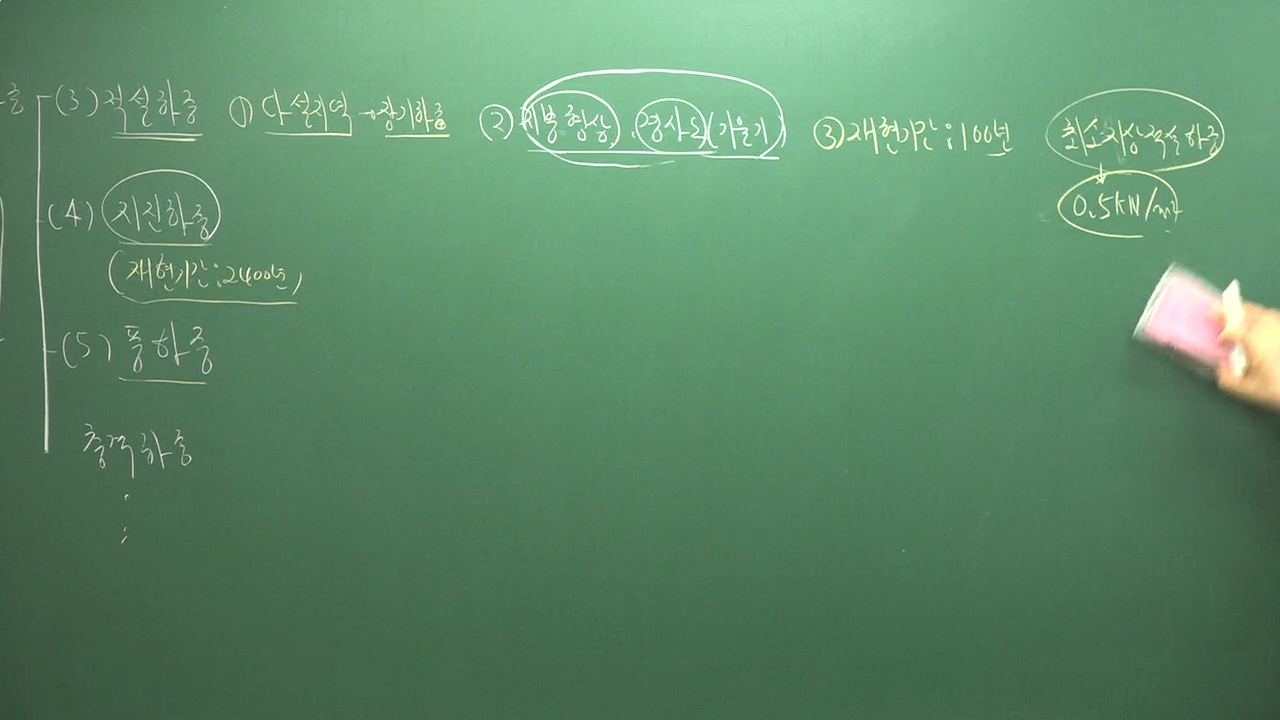 중
(3) 적설하중 ① 다설지역 → 장기하중 ② 지붕형상, 경사도(기울기) ③ 재현기간 : 100년 최소지상적설하중
↓
0.5kN/m²
(4) 지진하중
(재현기간 : 2400년)
(5) 풍하중
충격하중
:
: